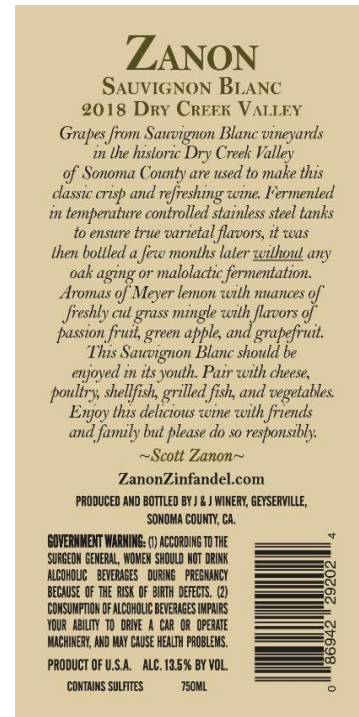 ZANON
SAUVIGNON BLANC
2018 DRY CREEK VALLEY
Grapes from Sauvignon Blanc vineyards
in the historic Dry Creek Valley
of Sonoma County are used to make this
classic crisp and refreshing wine. Fermented
in temperature controlled stainless steel tanks
to ensure true varietal flavors, it was
then bottled a few months later without any
oak aging or malolactic fermentation.
Aromas of Meyer lemon with nuances of
freshly cut grass mingle with flavors of
passion fruit, green apple, and grapefruit.
This Sauvignon Blanc should be
enjoyed in its youth. Pair with cheese,
poultry, shellfish, grilled fish, and vegetables.
Enjoy this delicious wine with friends
and family but please do so responsibly.
~Scott Zanon~
ZanonZinfandel.com
PRODUCED AND BOTTLED BY J & J WINERY, GEYSERVILLE,
SONOMA COUNTY, CA.
GOVERNMENT WARNING: (1) ACCORDING TO THE
SURGEON GENERAL, WOMEN SHOULD NOT DRINK
ALCOHOLIC BEVERAGES DURING PREGNANCY
BECAUSE OF THE RISK OF BIRTH DEFECTS. (2)
CONSUMPTION OF ALCOHOLIC BEVERAGES IMPAIRS
YOUR ABILITY TO DRIVE A CAR OR OPERATE
MACHINERY, AND MAY CAUSE HEALTH PROBLEMS.
PRODUCT OF U.S.A. ALC. 13.5% BY VOL.
CONTAINS SULFITES 750ML
0 86942 29202 4